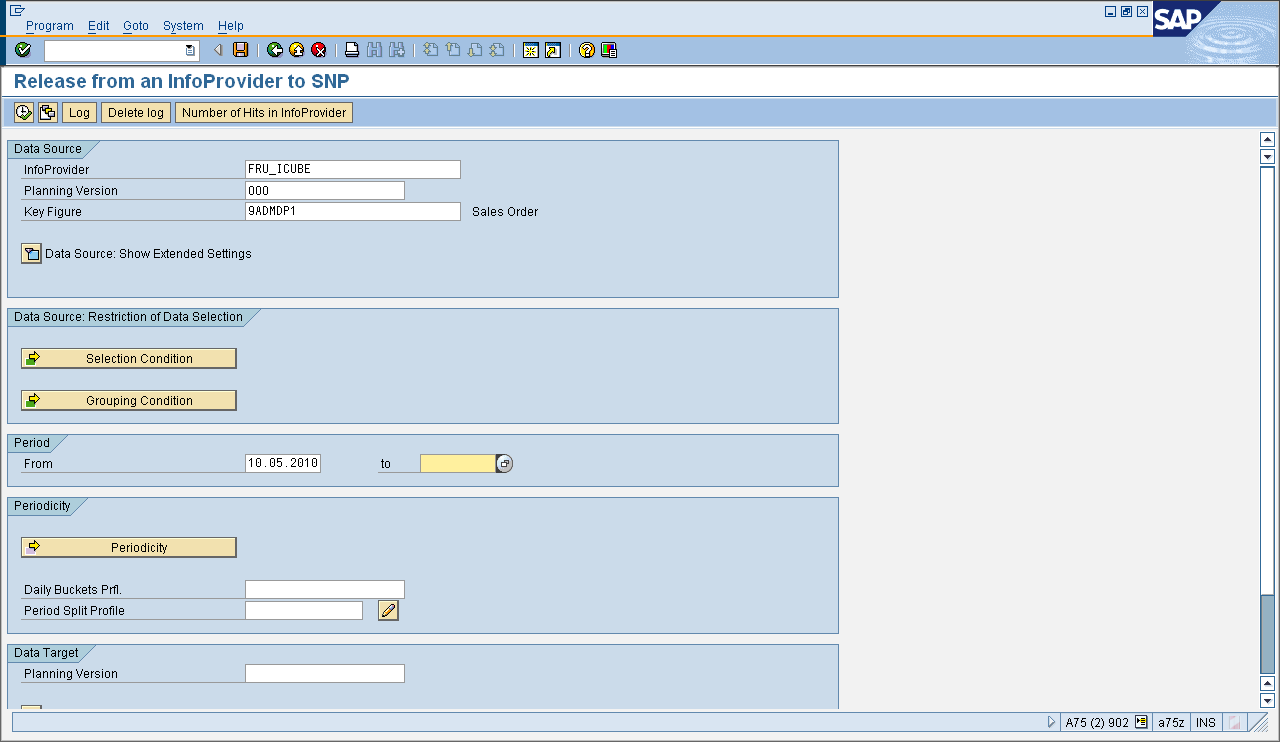 Program Edit Goto System Help
SAP
Release from an InfoProvider to SNP
Log Delete log Number of Hits in InfoProvider
Data Source
InfoProvider FRU_ICUBE
Planning Version 000
Key Figure 9ADMDP1 Sales Order
Data Source: Show Extended Settings
Data Source: Restriction of Data Selection
Selection Condition
Grouping Condition
Period
From 10.05.2010 to
Periodicity
Periodicity
Daily Buckets Prfl.
Period Split Profile
Data Target
Planning Version
A75 (2) 902 a75z INS